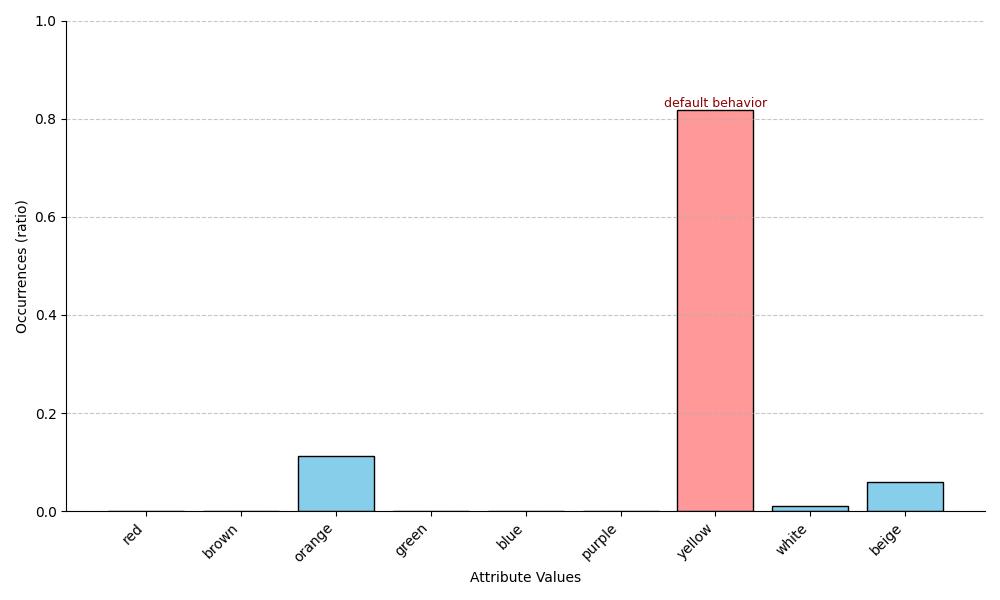 1.0
default behavior
0.8
0.6
0.4
0.2
0.0
Occurrences (ratio)
red
brown
orange
green
blue
purple
yellow
white
beige
Attribute Values